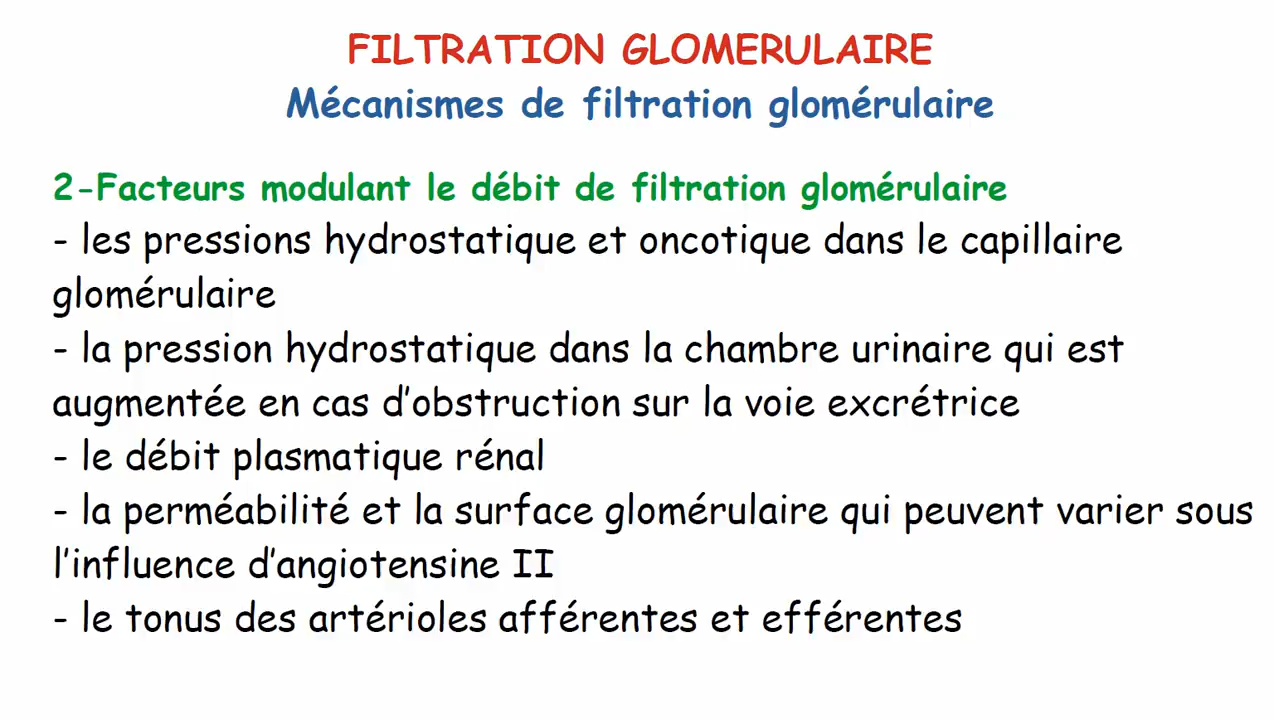 FILTRATION GLOMERULAIRE
Mécanismes de filtration glomérulaire
2-Facteurs modulant le débit de filtration glomérulaire
- les pressions hydrostatique et oncotique dans le capillaire
glomérulaire
- la pression hydrostatique dans la chambre urinaire qui est
augmentée en cas d’obstruction sur la voie excrétrice
- le débit plasmatique rénal
- la perméabilité et la surface glomérulaire qui peuvent varier sous
l’influence d’angiotensine II
- le tonus des artérioles afférentes et efférentes